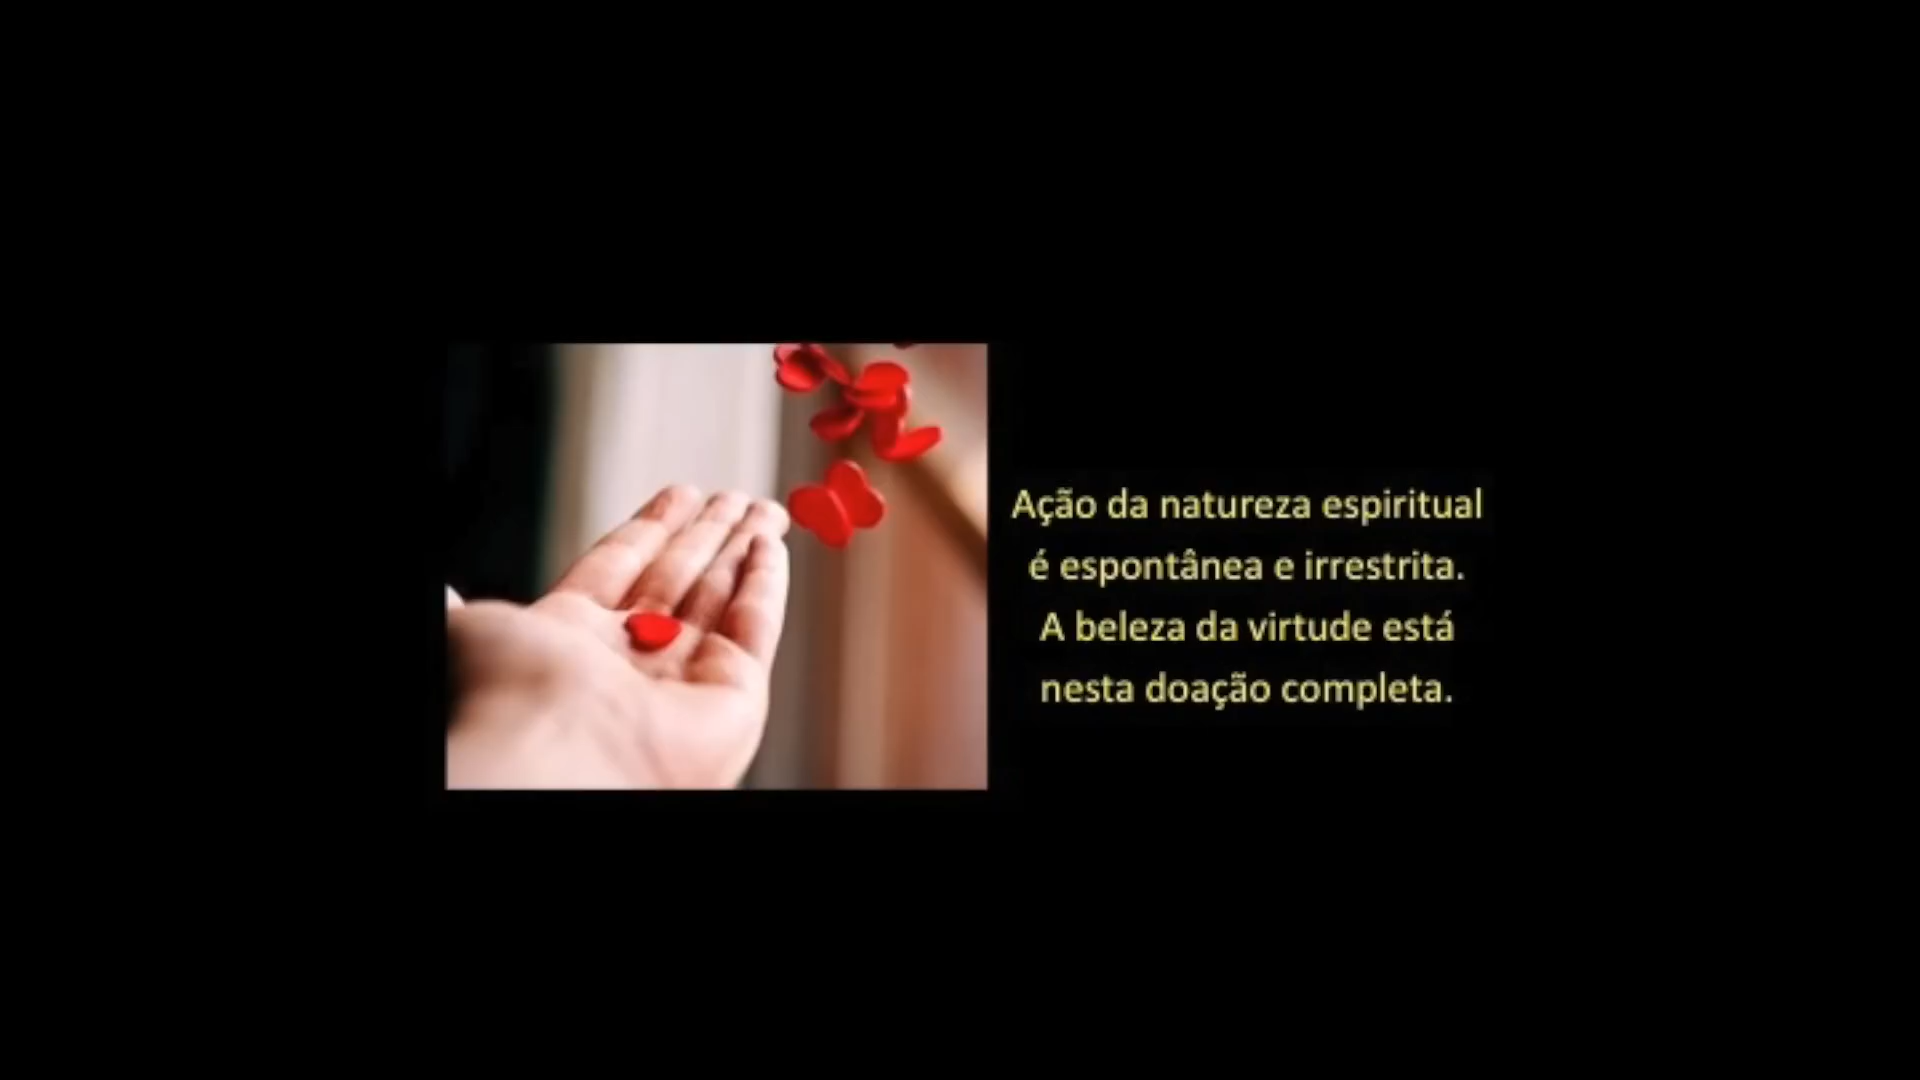 Ação da natureza espiritual
é espontânea e irrestrita.
A beleza da virtude está
nesta doação completa.